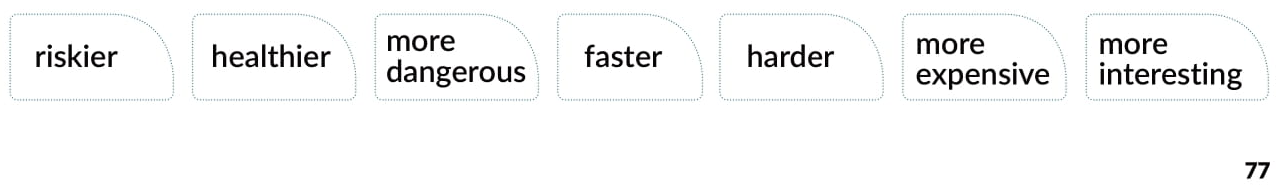 riskier
healthier
more
dangerous
faster
harder
more
expensive
more
interesting
77